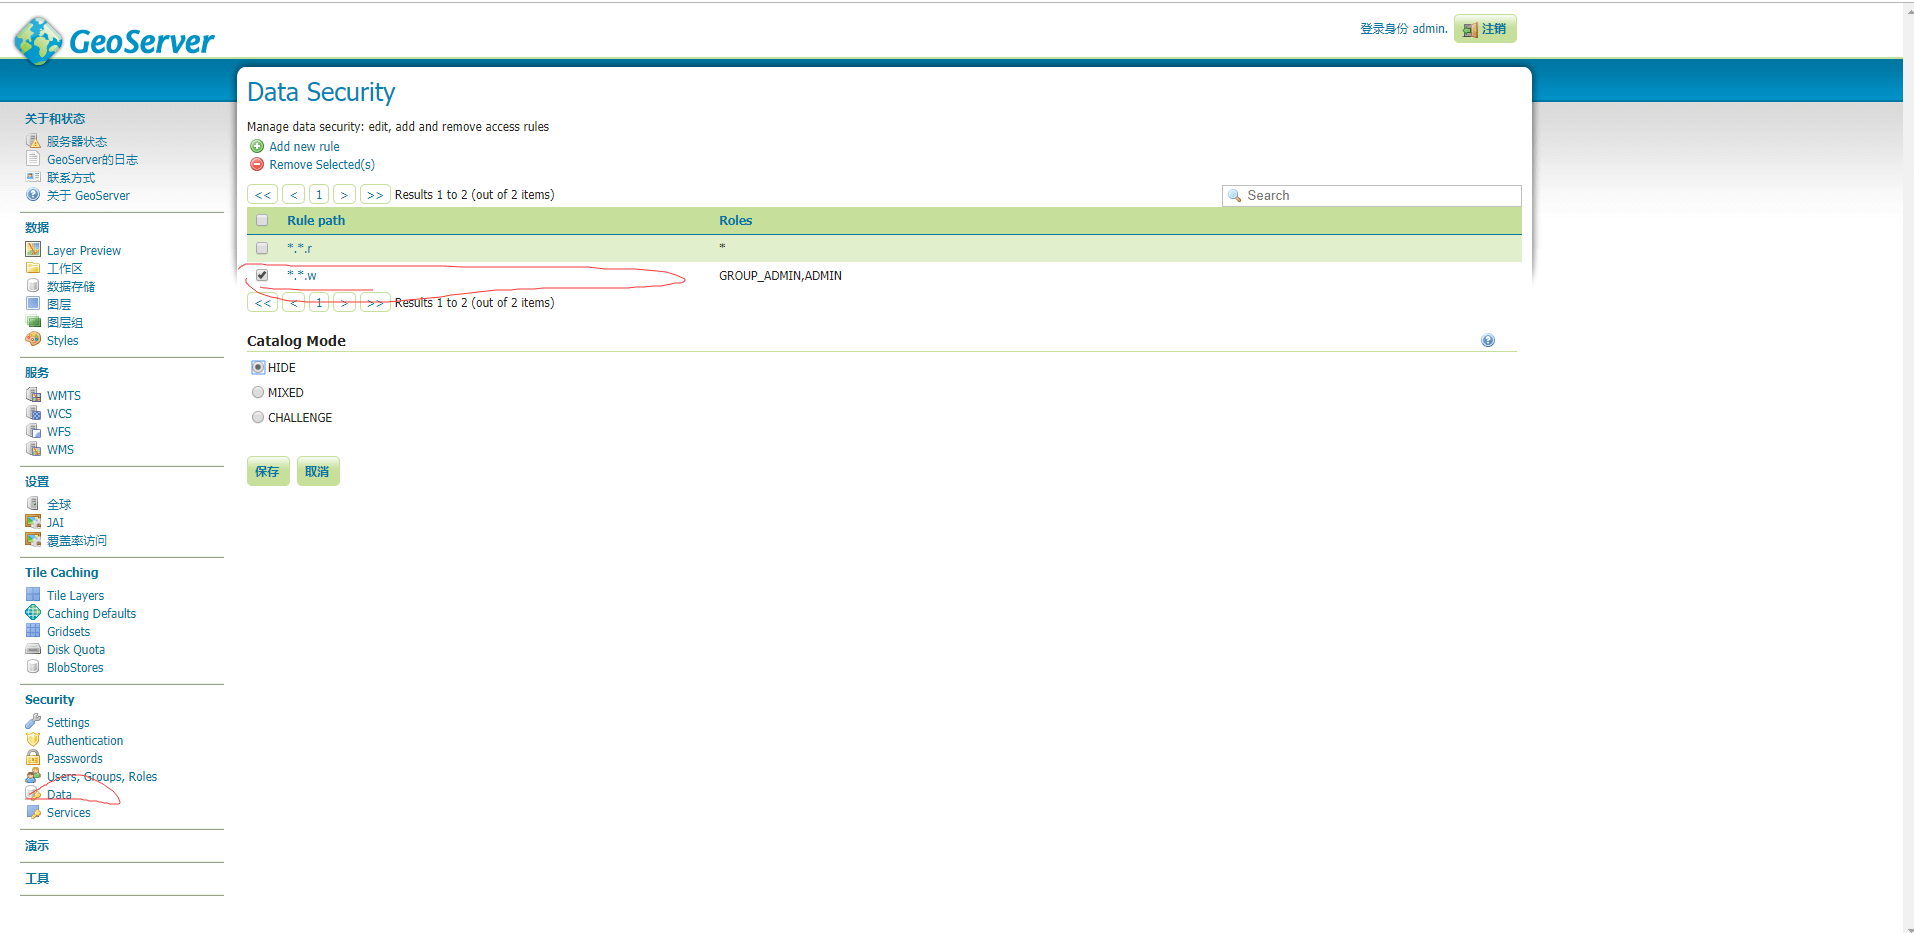 GeoServer
登录身份 admin. 注销
关于和状态
服务器状态
GeoServer的日志
联系方式
关于 GeoServer
数据
Layer Preview
工作区
数据存储
图层
图层组
Styles
服务
WMTS
WCS
WFS
WMS
设置
全球
JAI
覆盖率访问
Tile Caching
Tile Layers
Caching Defaults
Gridsets
Disk Quota
BlobStores
Security
Settings
Authentication
Passwords
Users, Groups, Roles
Data
Services
演示
工具
Data Security
Manage data security: edit, add and remove access rules
Add new rule
Remove Selected(s)
<< < 1 > >> Results 1 to 2 (out of 2 items) Search
Rule path Roles
*.*.r *
*.*.w GROUP_ADMIN,ADMIN
<< < 1 > >> Results 1 to 2 (out of 2 items)
Catalog Mode
HIDE
MIXED
CHALLENGE
保存 取消